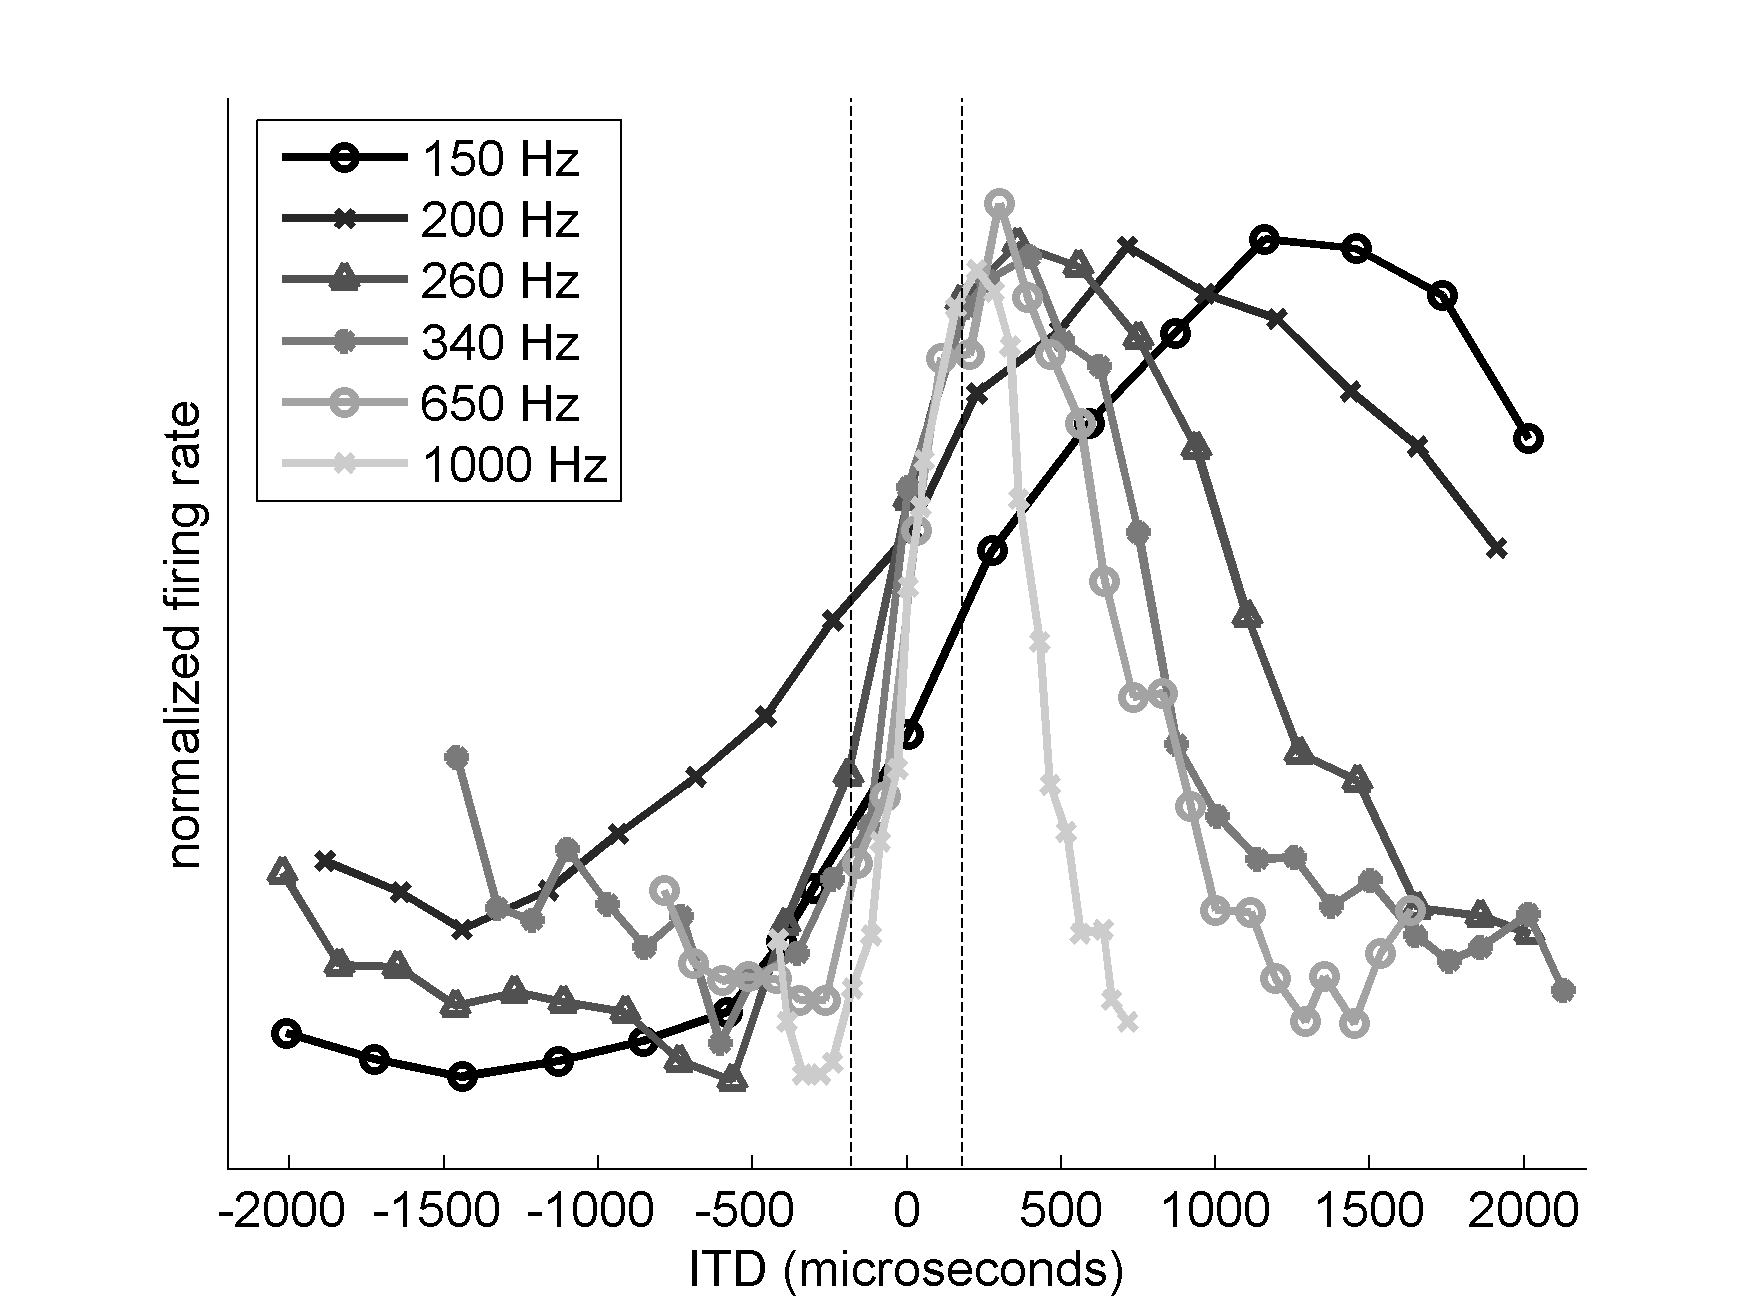 150 Hz
200 Hz
260 Hz
340 Hz
650 Hz
1000 Hz
normalized firing rate
-2000 -1500 -1000 -500 0 500 1000 1500 2000
ITD (microseconds)